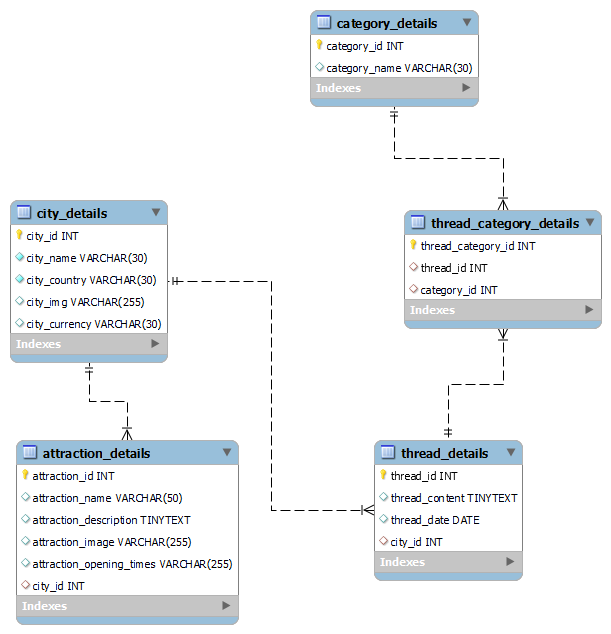 category_details
category_id INT
category_name VARCHAR(30)
Indexes
city_details
city_id INT
city_name VARCHAR(30)
city_country VARCHAR(30)
city_img VARCHAR(255)
city_currency VARCHAR(30)
Indexes
thread_category_details
thread_category_id INT
thread_id INT
category_id INT
Indexes
attraction_details
attraction_id INT
attraction_name VARCHAR(50)
attraction_description TINYTEXT
attraction_image VARCHAR(255)
attraction_opening_times VARCHAR(255)
city_id INT
Indexes
thread_details
thread_id INT
thread_content TINYTEXT
thread_date DATE
city_id INT
Indexes